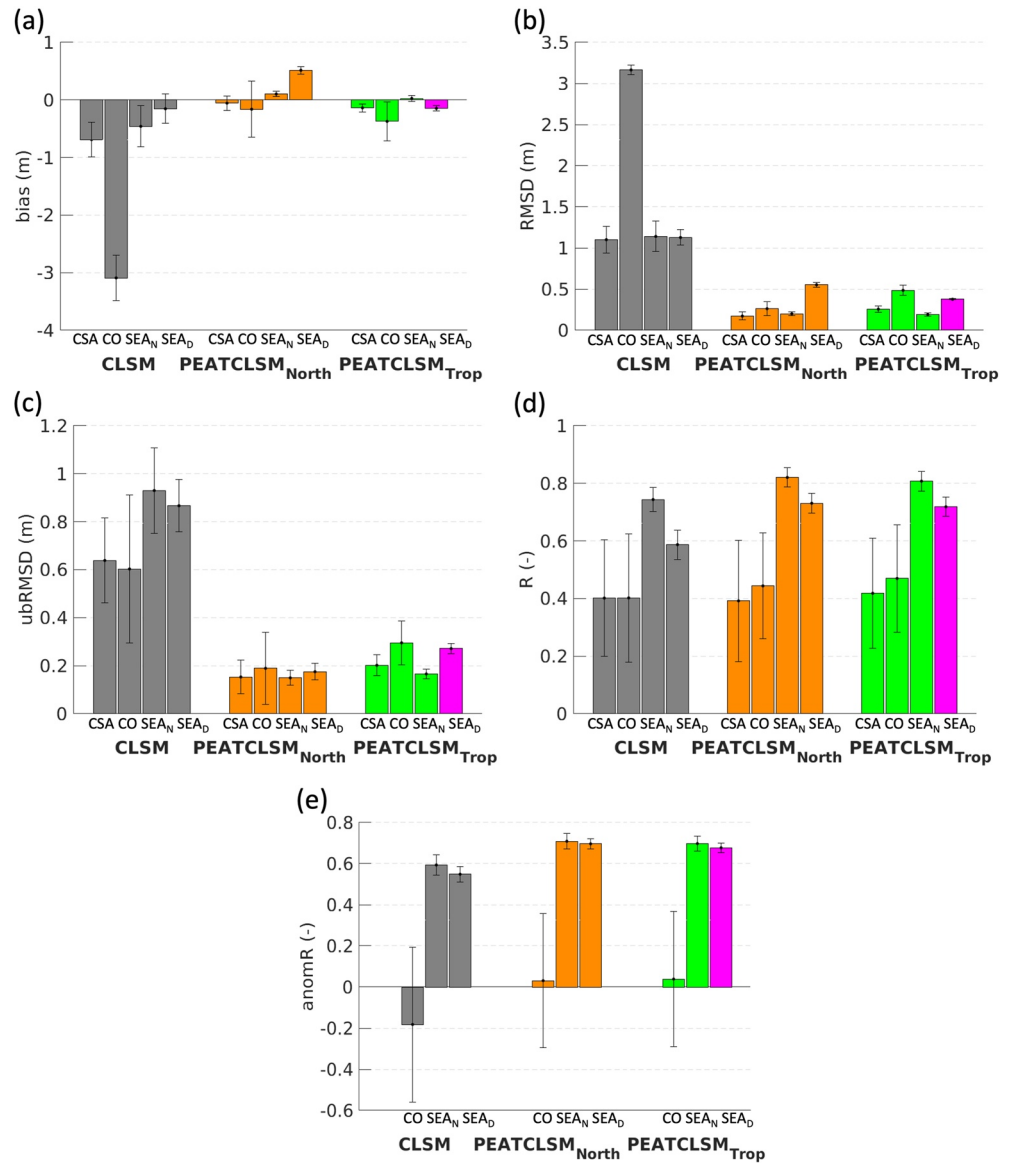 (a)
1
0
-1
-2
-3
-4
bias (m)
CSA CO SEA_N SEA_D CSA CO SEA_N SEA_D CSA CO SEA_N SEA_D
CLSM PEATCLSM_North PEATCLSM_Trop
(b)
3.5
3
2.5
2
1.5
1
0.5
0
RMSD (m)
CSA CO SEA_N SEA_D CSA CO SEA_N SEA_D CSA CO SEA_N SEA_D
CLSM PEATCLSM_North PEATCLSM_Trop
(c)
1.2
1
0.8
0.6
0.4
0.2
0
ubRMSD (m)
CSA CO SEA_N SEA_D CSA CO SEA_N SEA_D CSA CO SEA_N SEA_D
CLSM PEATCLSM_North PEATCLSM_Trop
(d)
1
0.8
0.6
0.4
0.2
0
R (-)
CSA CO SEA_N SEA_D CSA CO SEA_N SEA_D CSA CO SEA_N SEA_D
CLSM PEATCLSM_North PEATCLSM_Trop
(e)
0.8
0.6
0.4
0.2
0
-0.2
-0.4
-0.6
anomR (-)
CO SEA_N SEA_D CO SEA_N SEA_D CO SEA_N SEA_D
CLSM PEATCLSM_North PEATCLSM_Trop